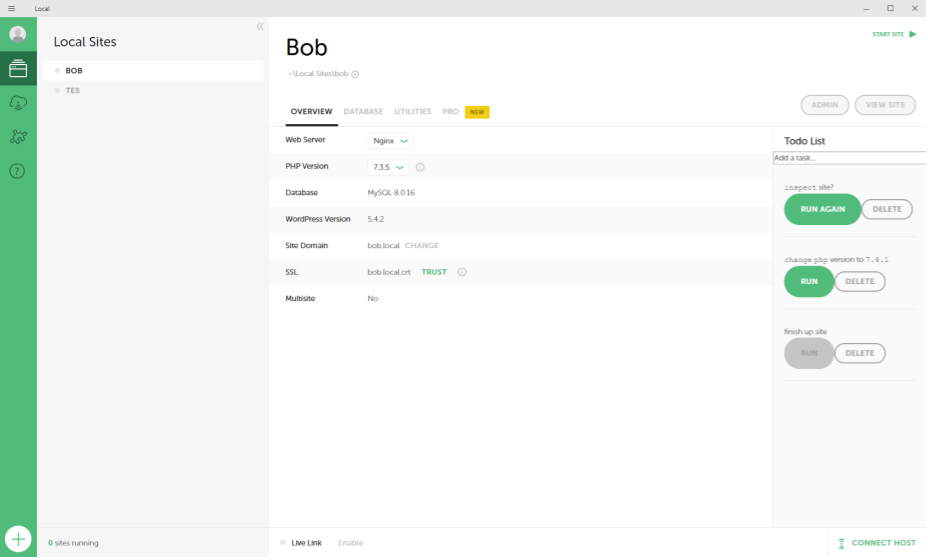 Local
Local Sites
BOB
TES
0 sites running
Bob
START SITE
~\Local Sites\bob
OVERVIEW DATABASE UTILITIES PRO NEW
ADMIN VIEW SITE
Web Server Nginx
PHP Version 7.3.5
Database MySQL 8.0.16
WordPress Version 5.4.2
Site Domain bob.local CHANGE
SSL bob.local.crt TRUST
Multisite No
Todo List
Add a task...
inspect site?
RUN AGAIN DELETE
change php version to 7.4.1
RUN DELETE
finish up site
RUN DELETE
Live Link Enable
CONNECT HOST